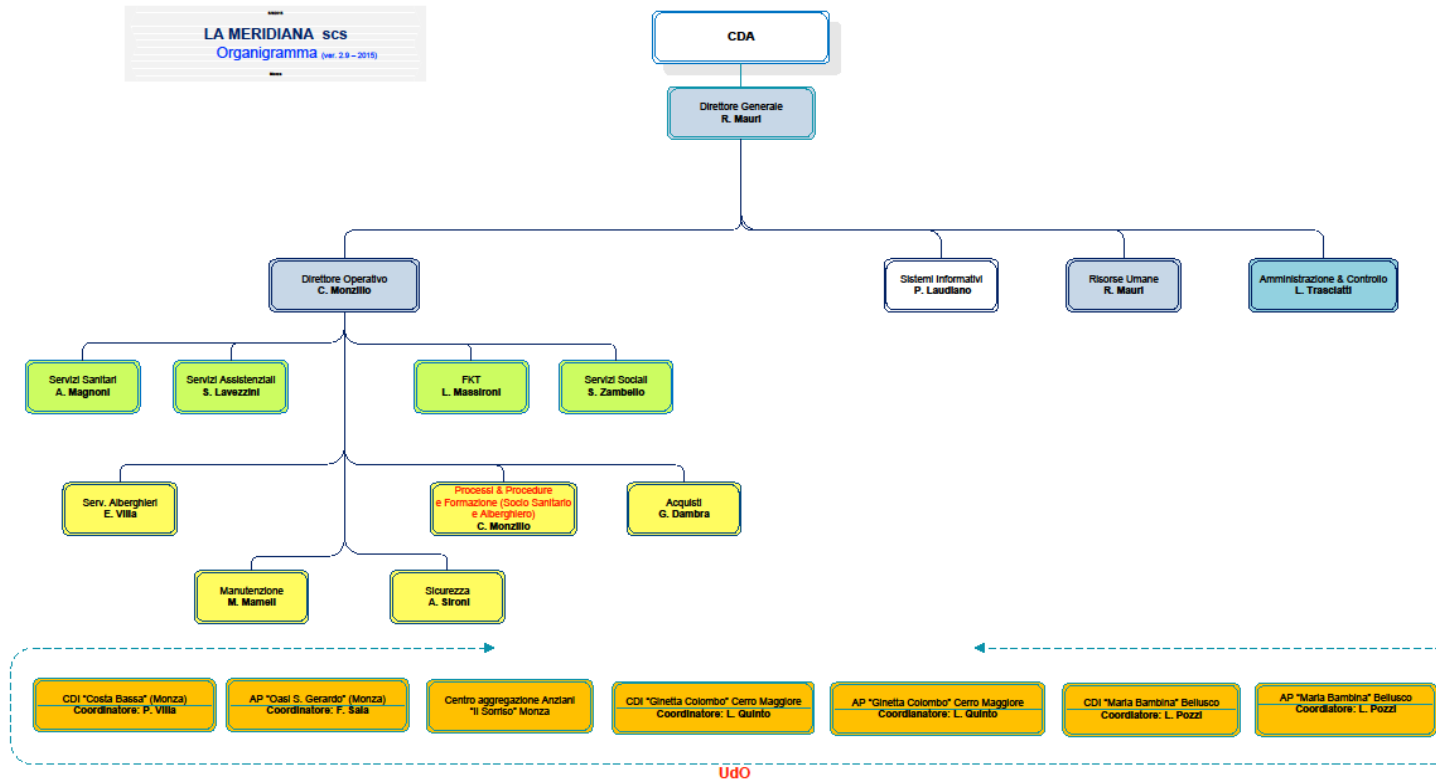 LA MERIDIANA scs
Organigramma (ver. 2.9 – 2015)
CDA
Direttore Generale
R. Mauri
Direttore Operativo
C. Monzillo
Sistemi Informativi
P. Laudiano
Risorse Umane
R. Mauri
Amministrazione & Controllo
L. Trasciatti
Servizi Sanitari
A. Magnoni
Servizi Assistenziali
S. Lavezzini
FKT
L. Massironi
Servizi Sociali
S. Zambello
Serv. Alberghieri
E. Villa
Processi & Procedure
e Formazione (Socio Sanitario
e Alberghiero)
C. Monzillo
Acquisti
G. Dambra
Manutenzione
M. Mameli
Sicurezza
A. Sironi
CDI "Costa Bassa" (Monza)
Coordinatore: P. Villa
AP "Oasi S. Gerardo" (Monza)
Coordinatore: F. Sala
Centro aggregazione Anziani
"Il Sorriso" Monza
CDI "Ginetta Colombo" Cerro Maggiore
Coordinatore: L. Quinto
AP "Ginetta Colombo" Cerro Maggiore
Coordianatore: L. Quinto
CDI "Maria Bambina" Bellusco
Coordiatore: L. Pozzi
AP "Maria Bambina" Bellusco
Coordiatore: L. Pozzi
UdO